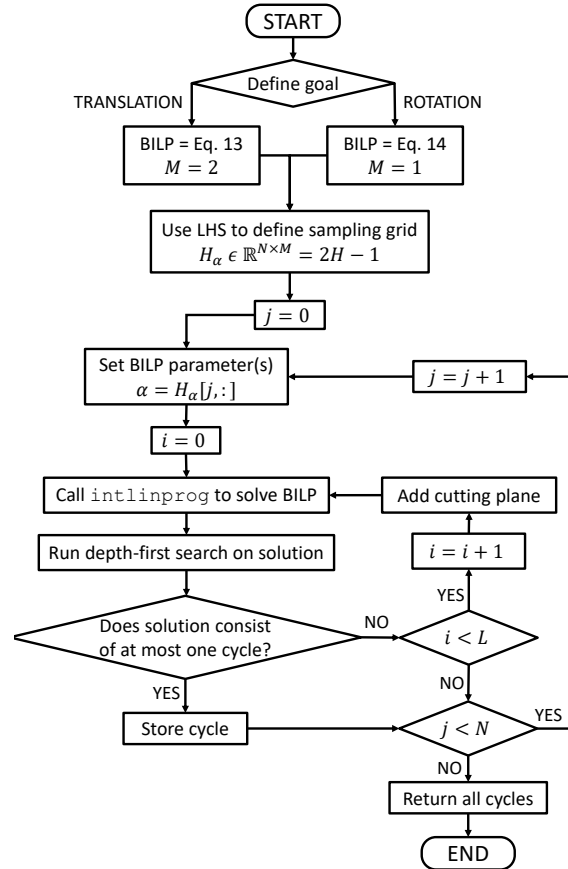 START
Define goal
TRANSLATION
ROTATION
BILP = Eq. 13
M = 2
BILP = Eq. 14
M = 1
Use LHS to define sampling grid
H_α ϵ ℝ^{N×M} = 2H − 1
j = 0
Set BILP parameter(s)
α = H_α[j, : ]
j = j + 1
i = 0
Call intlinprog to solve BILP
Add cutting plane
Run depth-first search on solution
i = i + 1
YES
Does solution consist
of at most one cycle?
NO
i < L
YES
NO
Store cycle
j < N
YES
NO
Return all cycles
END